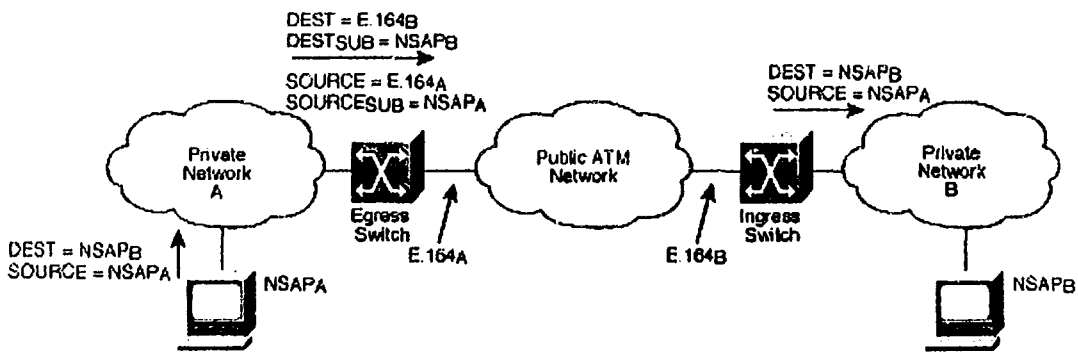 DEST = E.164B
DESTSUB = NSAPB
SOURCE = E.164A
SOURCESUB = NSAPA
DEST = NSAPB
SOURCE = NSAPA
Private
Network
A
Public ATM
Network
Private
Network
B
Egress
Switch
Ingress
Switch
E.164A
E.164B
DEST = NSAPB
SOURCE = NSAPA
NSAPA
NSAPB